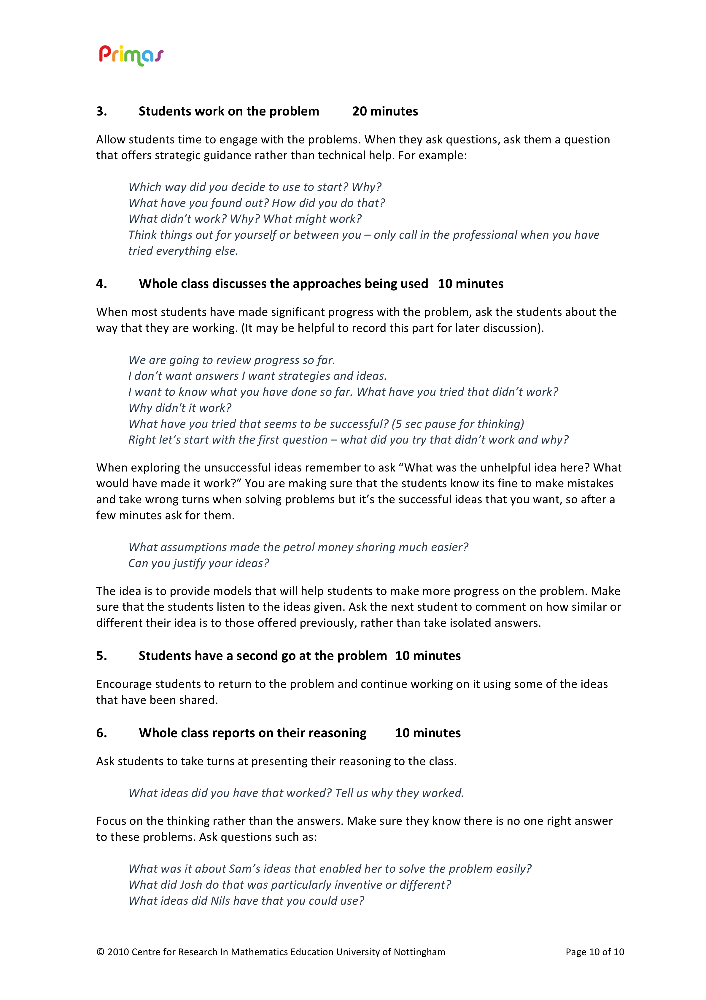 Primas
3. Students work on the problem 20 minutes
Allow students time to engage with the problems. When they ask questions, ask them a question
that offers strategic guidance rather than technical help. For example:
Which way did you decide to use to start? Why?
What have you found out? How did you do that?
What didn’t work? Why? What might work?
Think things out for yourself or between you – only call in the professional when you have
tried everything else.
4. Whole class discusses the approaches being used 10 minutes
When most students have made significant progress with the problem, ask the students about the
way that they are working. (It may be helpful to record this part for later discussion).
We are going to review progress so far.
I don’t want answers I want strategies and ideas.
I want to know what you have done so far. What have you tried that didn’t work?
Why didn't it work?
What have you tried that seems to be successful? (5 sec pause for thinking)
Right let’s start with the first question – what did you try that didn’t work and why?
When exploring the unsuccessful ideas remember to ask “What was the unhelpful idea here? What
would have made it work?” You are making sure that the students know its fine to make mistakes
and take wrong turns when solving problems but it’s the successful ideas that you want, so after a
few minutes ask for them.
What assumptions made the petrol money sharing much easier?
Can you justify your ideas?
The idea is to provide models that will help students to make more progress on the problem. Make
sure that the students listen to the ideas given. Ask the next student to comment on how similar or
different their idea is to those offered previously, rather than take isolated answers.
5. Students have a second go at the problem 10 minutes
Encourage students to return to the problem and continue working on it using some of the ideas
that have been shared.
6. Whole class reports on their reasoning 10 minutes
Ask students to take turns at presenting their reasoning to the class.
What ideas did you have that worked? Tell us why they worked.
Focus on the thinking rather than the answers. Make sure they know there is no one right answer
to these problems. Ask questions such as:
What was it about Sam’s ideas that enabled her to solve the problem easily?
What did Josh do that was particularly inventive or different?
What ideas did Nils have that you could use?
© 2010 Centre for Research In Mathematics Education University of Nottingham Page 10 of 10